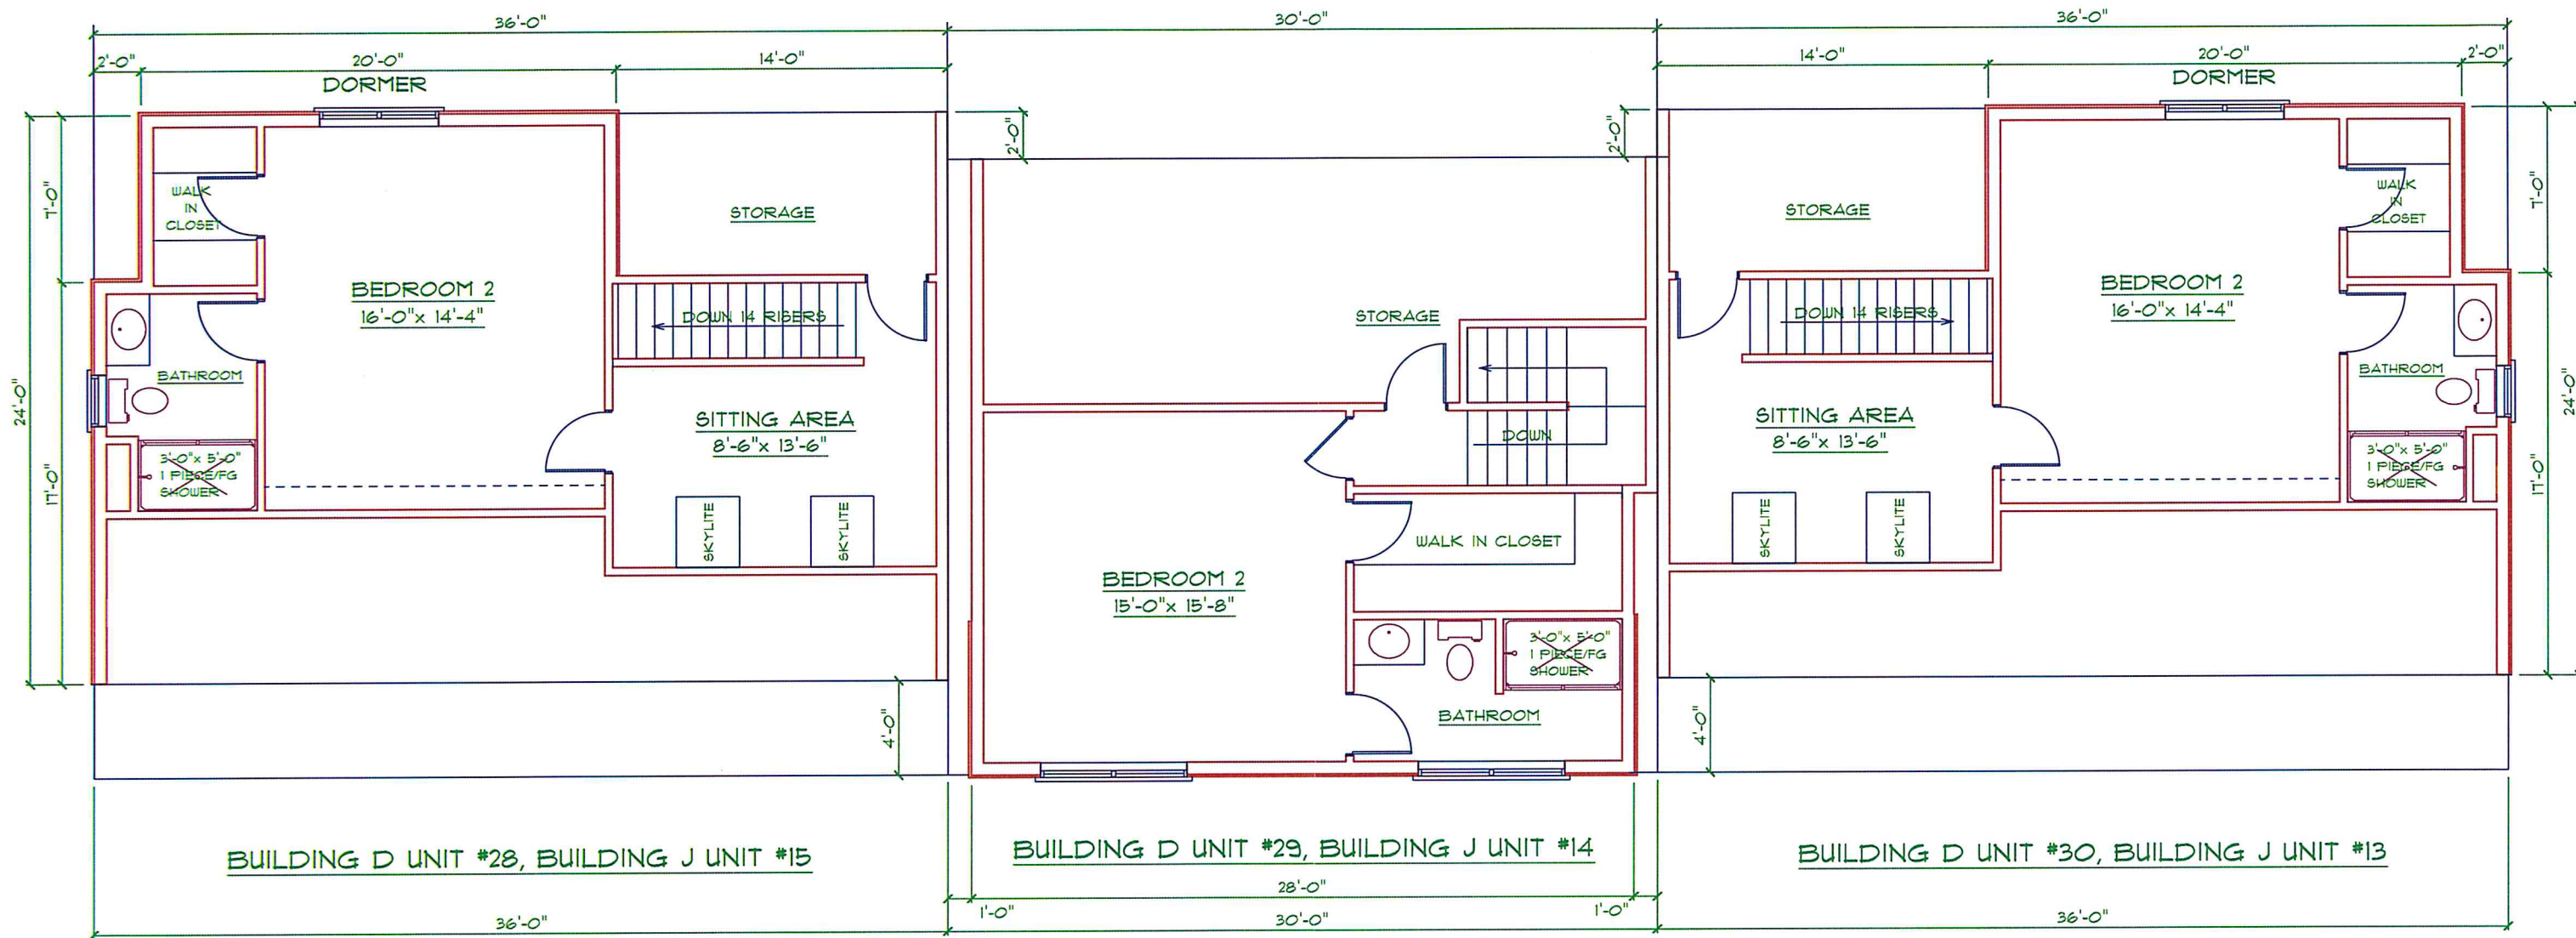 36'-0" 30'-0" 36'-0"
2'-0" 20'-0" 14'-0" 14'-0" 20'-0" 2'-0"
DORMER DORMER
2'-0" 2'-0"
7'-0"
WALK
IN
CLOSET
STORAGE
BEDROOM 2
16'-0" x 14'-4"
DOWN 14 RISERS
BATHROOM
24'-0"
17'-0"
SITTING AREA
8'-6" x 13'-6"
3'-0" x 5'-0"
1 PIECE/FG
SHOWER
SKYLITE
SKYLITE
4'-0"
STORAGE
DOWN
WALK IN CLOSET
BEDROOM 2
15'-0" x 15'-8"
3'-0" x 5'-0"
1 PIECE/FG
SHOWER
BATHROOM
STORAGE
WALK
IN
CLOSET
7'-0"
BEDROOM 2
16'-0" x 14'-4"
DOWN 14 RISERS
BATHROOM
24'-0"
17'-0"
SITTING AREA
8'-6" x 13'-6"
3'-0" x 5'-0"
1 PIECE/FG
SHOWER
SKYLITE
SKYLITE
4'-0"
BUILDING D UNIT #28, BUILDING J UNIT #15
BUILDING D UNIT #29, BUILDING J UNIT #14
BUILDING D UNIT #30, BUILDING J UNIT #13
28'-0"
1'-0" 1'-0"
36'-0" 30'-0" 36'-0"